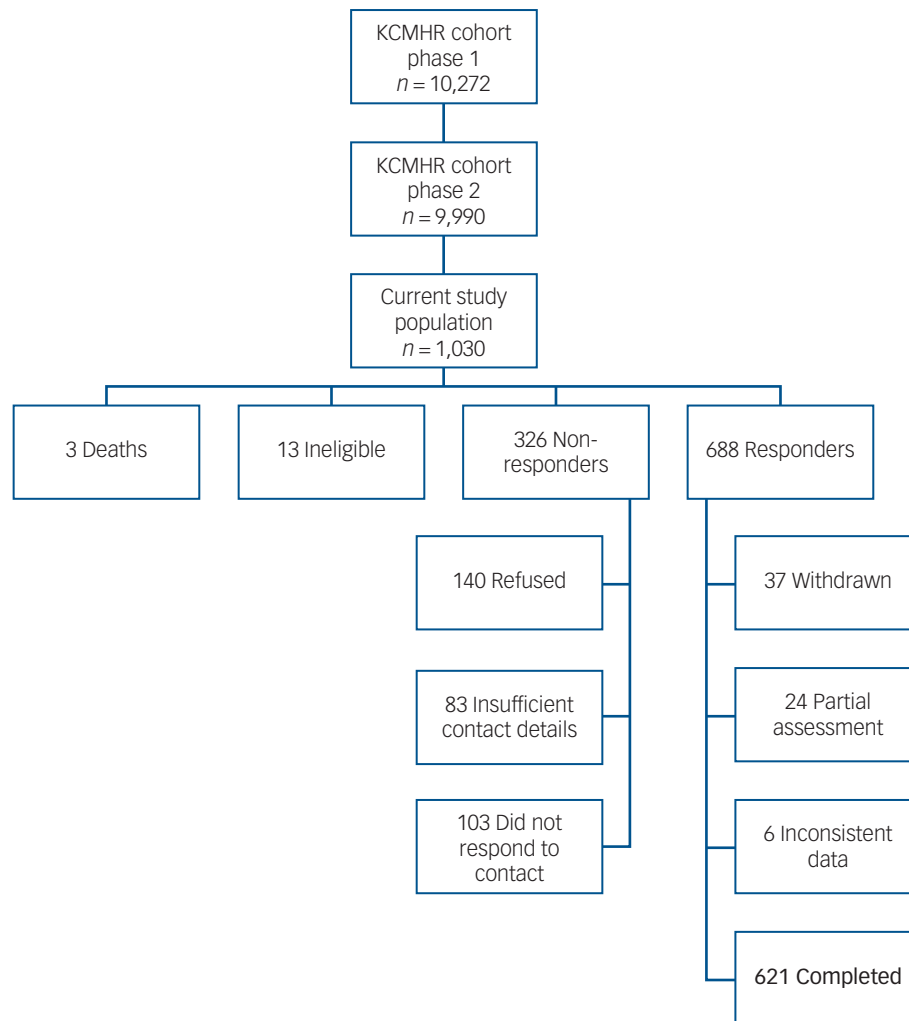 KCMHR cohort
phase 1
n = 10,272
KCMHR cohort
phase 2
n = 9,990
Current study
population
n = 1,030
3 Deaths
13 Ineligible
326 Non-
responders
688 Responders
140 Refused
83 Insufficient
contact details
103 Did not
respond to
contact
37 Withdrawn
24 Partial
assessment
6 Inconsistent
data
621 Completed